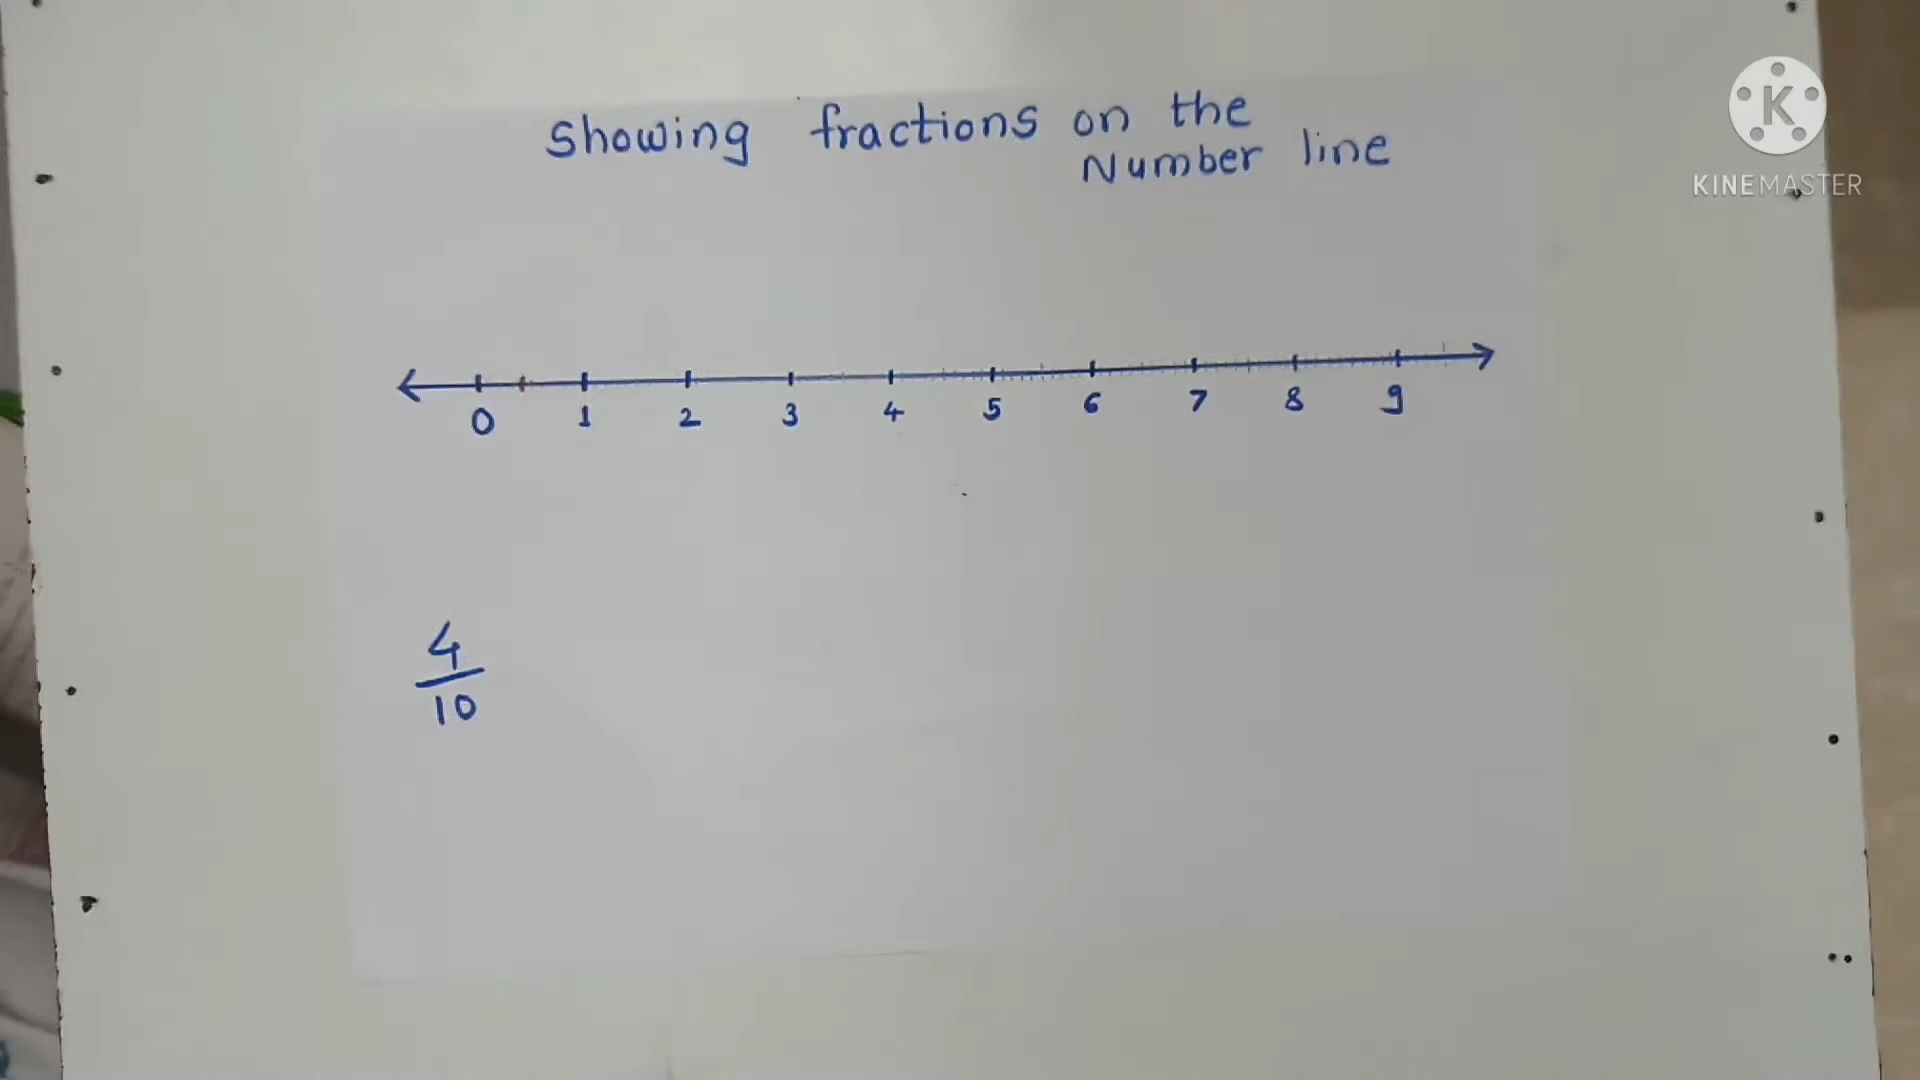 Showing fractions on the
Number line
0 1 2 3 4 5 6 7 8 9
4
10
K
KINEMASTER